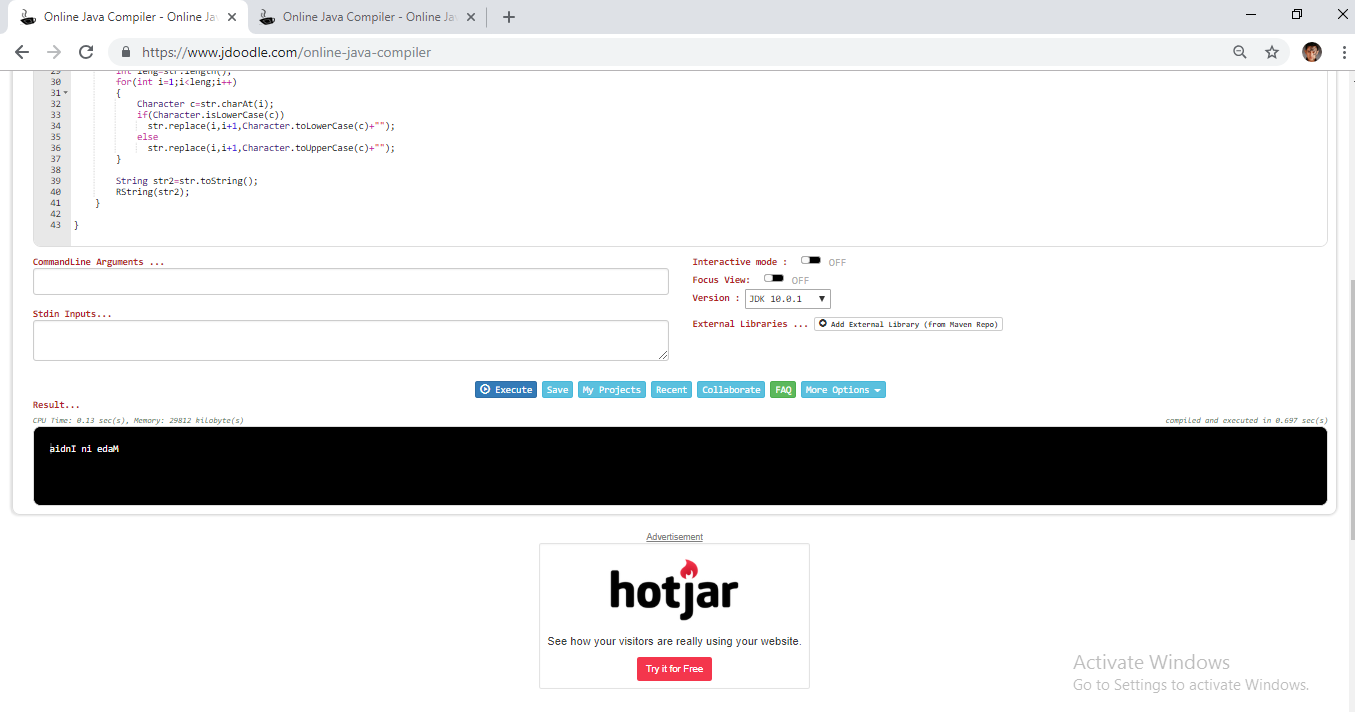 Online Java Compiler - Online Ja
Online Java Compiler - Online Ja
https://www.jdoodle.com/online-java-compiler
29 int leng=str.length();
30 for(int i=1;i<leng;i++)
31 {
32 Character c=str.charAt(i);
33 if(Character.isLowerCase(c))
34 str.replace(i,i+1,Character.toLowerCase(c)+"");
35 else
36 str.replace(i,i+1,Character.toUpperCase(c)+"");
37 }
38
39 String str2=str.toString();
40 RString(str2);
41 }
42
43 }
CommandLine Arguments ...
Interactive mode : OFF
Focus View: OFF
Version : JDK 10.0.1
Stdin Inputs...
External Libraries ... Add External Library (from Maven Repo)
Execute Save My Projects Recent Collaborate FAQ More Options
Result...
CPU Time: 0.13 sec(s), Memory: 29812 kilobyte(s)
compiled and executed in 0.697 sec(s)
aidnI ni edaM
Advertisement
hotjar
See how your visitors are really using your website.
Try it for Free
Activate Windows
Go to Settings to activate Windows.